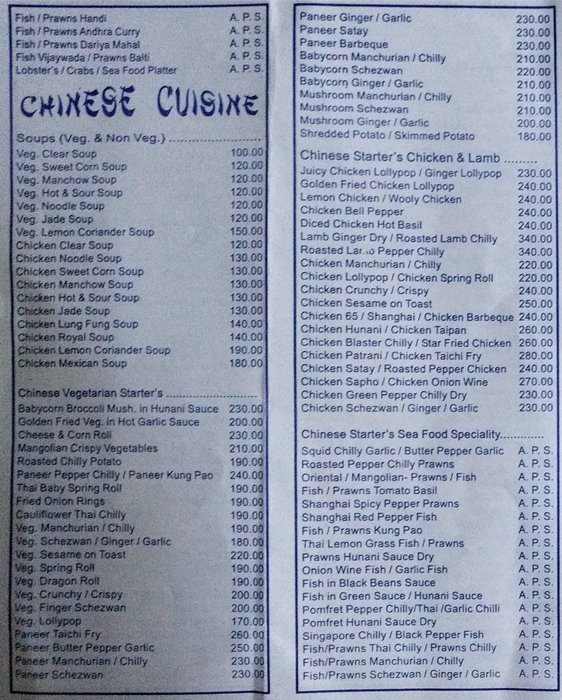 Fish / Prawns Handi A. P. S.
Fish / Prawns Andhra Curry A. P. S.
Fish / Prawns Dariya Mahal A. P. S.
Fish Vijaywada / Prawns Balti A. P. S.
Lobster's / Crabs / Sea Food Platter A. P. S.
CHINESE CUISINE
Soups (Veg. & Non Veg.) ............................
Veg. Clear Soup 100.00
Veg. Sweet Corn Soup 120.00
Veg. Manchow Soup 120.00
Veg. Hot & Sour Soup 120.00
Veg. Noodle Soup 120.00
Veg. Jade Soup 120.00
Veg. Lemon Coriander Soup 150.00
Chicken Clear Soup 120.00
Chicken Noodle Soup 130.00
Chicken Sweet Corn Soup 130.00
Chicken Manchow Soup 130.00
Chicken Hot & Sour Soup 130.00
Chicken Jade Soup 130.00
Chicken Lung Fung Soup 140.00
Chicken Royal Soup 140.00
Chicken Lemon Coriander Soup 190.00
Chicken Mexican Soup 180.00
Chinese Vegetarian Starter's ............................
Babycorn Broccoli Mush. in Hunani Sauce 230.00
Golden Fried Veg. in Hot Garlic Sauce 200.00
Cheese & Corn Roll 230.00
Mangolian Crispy Vegetables 210.00
Roasted Chilly Potato 190.00
Paneer Pepper Chilly / Paneer Kung Pao 240.00
Thai Baby Spring Roll 190.00
Fried Onion Rings 190.00
Cauliflower Thai Chilly 190.00
Veg. Manchurian / Chilly 190.00
Veg. Schezwan / Ginger / Garlic 180.00
Veg. Sesame on Toast 220.00
Veg. Spring Roll 190.00
Veg. Dragon Roll 190.00
Veg. Crunchy / Crispy 200.00
Veg. Finger Schezwan 200.00
Veg. Lollypop 170.00
Paneer Taichi Fry 260.00
Paneer Butter Pepper Garlic 250.00
Paneer Manchurian / Chilly 230.00
Paneer Schezwan 230.00
Paneer Ginger / Garlic 230.00
Paneer Satay 230.00
Paneer Barbeque 230.00
Babycorn Manchurian / Chilly 210.00
Babycorn Schezwan 220.00
Babycorn Ginger / Garlic 210.00
Mushroom Manchurian / Chilly 210.00
Mushroom Schezwan 210.00
Mushroom Ginger / Garlic 200.00
Shredded Potato / Skimmed Potato 180.00
Chinese Starter's Chicken & Lamb .........
Juicy Chicken Lollypop / Ginger Lollypop 230.00
Golden Fried Chicken Lollypop 240.00
Lemon Chicken / Wooly Chicken 240.00
Chicken Bell Pepper 240.00
Diced Chicken Hot Basil 240.00
Lamb Ginger Dry / Roasted Lamb Chilly 340.00
Roasted Lamb Pepper Chilly 340.00
Chicken Manchurian / Chilly 220.00
Chicken Lollypop / Chicken Spring Roll 220.00
Chicken Crunchy / Crispy 240.00
Chicken Sesame on Toast 250.00
Chicken 65 / Shanghai / Chicken Barbeque 240.00
Chicken Hunani / Chicken Taipan 260.00
Chicken Blaster Chilly / Star Fried Chicken 260.00
Chicken Patrani / Chicken Taichi Fry 280.00
Chicken Satay / Roasted Pepper Chicken 240.00
Chicken Sapho / Chicken Onion Wine 270.00
Chicken Green Pepper Chilly Dry 230.00
Chicken Schezwan / Ginger / Garlic 230.00
Chinese Starter's Sea Food Speciality............
Squid Chilly Garlic / Butter Pepper Garlic A. P. S.
Roasted Pepper Chilly Prawns A. P. S.
Oriental / Mangolian- Prawns / Fish A. P. S.
Fish / Prawns Tomato Basil A. P. S.
Shanghai Spicy Pepper Prawns A. P. S.
Shanghai Red Pepper Fish A. P. S.
Fish / Prawns Kung Pao A. P. S.
Thai Lemon Grass Fish / Prawns A. P. S.
Prawns Hunani Sauce Dry A. P. S.
Onion Wine Fish / Garlic Fish A. P. S.
Fish in Black Beans Sauce A. P. S.
Fish in Green Sauce / Hunani Sauce A. P. S.
Pomfret Pepper Chilly/Thai /Garlic Chilli A. P. S.
Pomfret Hunani Sauce Dry A. P. S.
Singapore Chilly / Black Pepper Fish A. P. S.
Fish/Prawns Thai Chilly / Prawns Chilly A. P. S.
Fish/Prawns Manchurian / Chilly A. P. S.
Fish/Prawns Schezwan / Ginger / Garlic A. P. S.